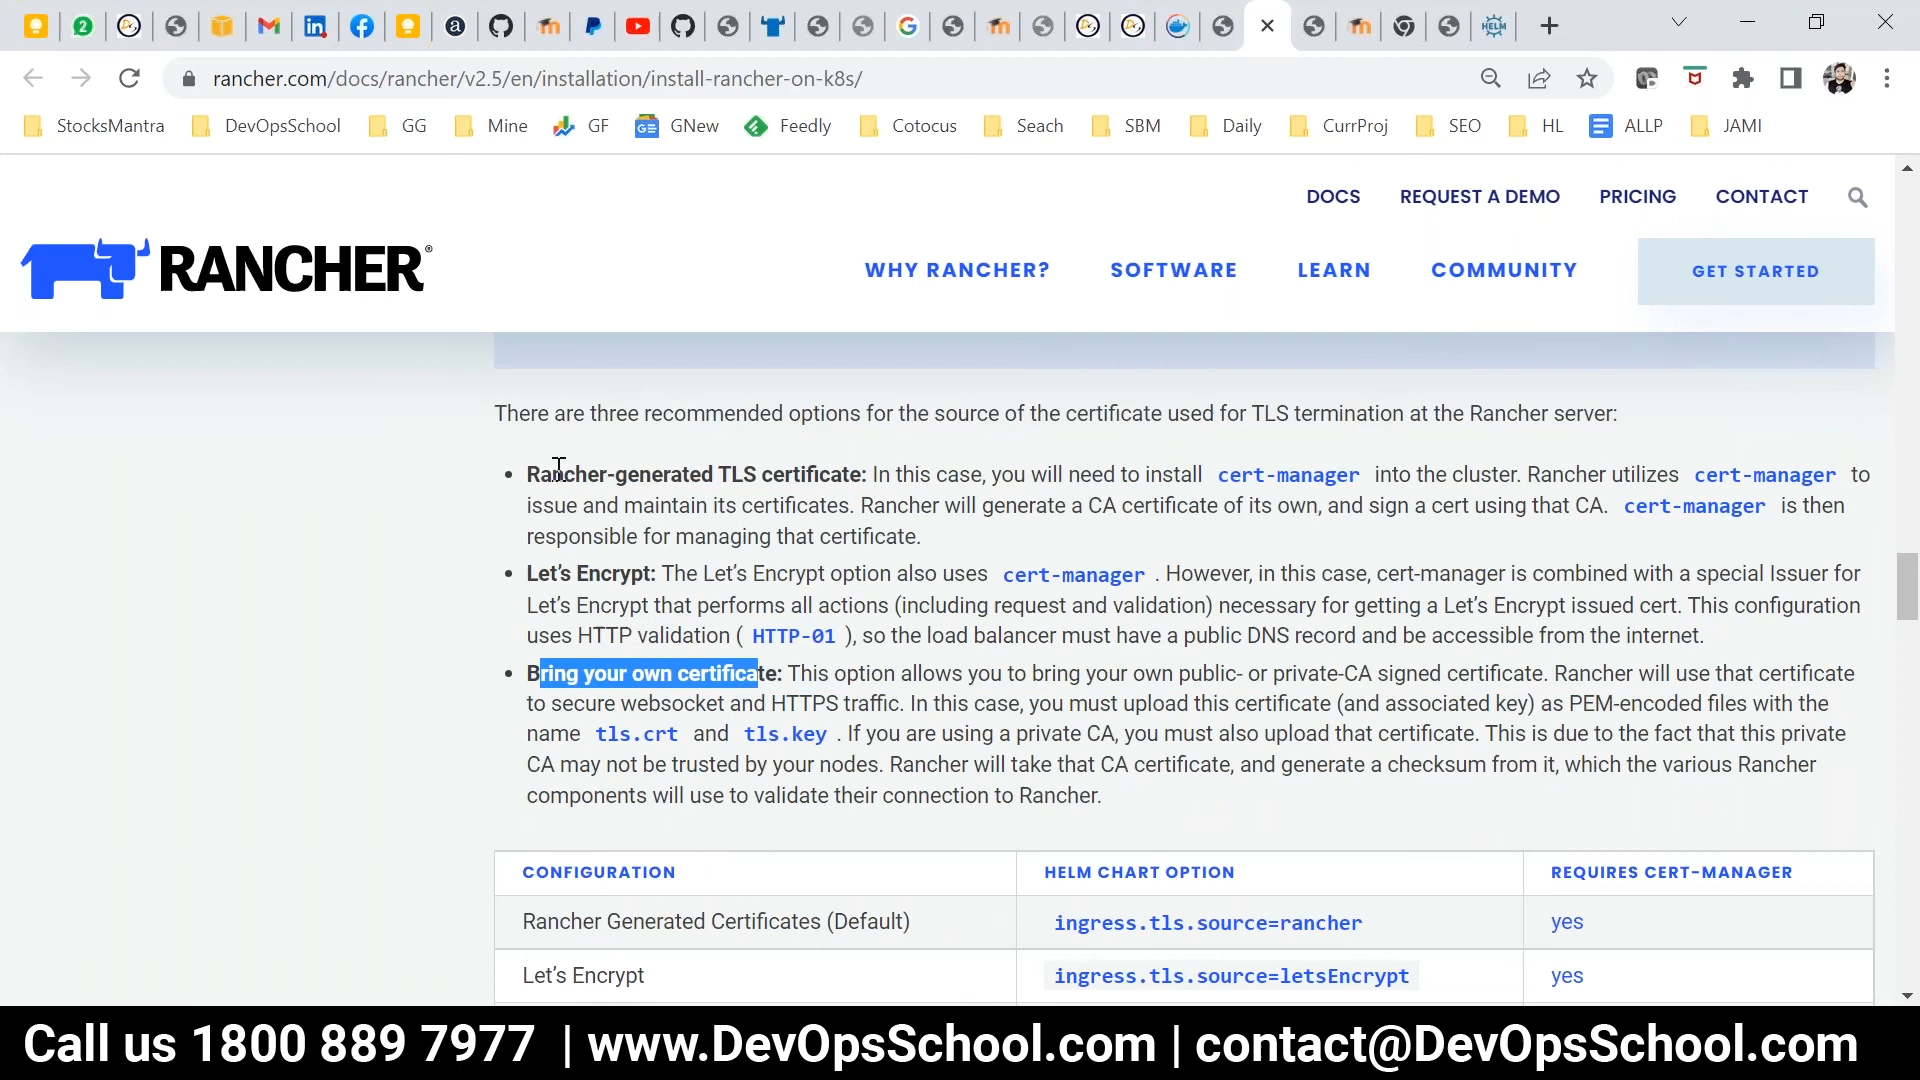 rancher.com/docs/rancher/v2.5/en/installation/install-rancher-on-k8s/
StocksMantra DevOpsSchool GG Mine GF GNew Feedly Cotocus Seach SBM Daily CurrProj SEO HL ALLP JAMI
DOCS REQUEST A DEMO PRICING CONTACT
RANCHER®
WHY RANCHER? SOFTWARE LEARN COMMUNITY GET STARTED
There are three recommended options for the source of the certificate used for TLS termination at the Rancher server:
• Rancher-generated TLS certificate: In this case, you will need to install cert-manager into the cluster. Rancher utilizes cert-manager to
issue and maintain its certificates. Rancher will generate a CA certificate of its own, and sign a cert using that CA. cert-manager is then
responsible for managing that certificate.
• Let’s Encrypt: The Let’s Encrypt option also uses cert-manager . However, in this case, cert-manager is combined with a special Issuer for
Let’s Encrypt that performs all actions (including request and validation) necessary for getting a Let’s Encrypt issued cert. This configuration
uses HTTP validation ( HTTP-01 ), so the load balancer must have a public DNS record and be accessible from the internet.
• Bring your own certificate: This option allows you to bring your own public- or private-CA signed certificate. Rancher will use that certificate
to secure websocket and HTTPS traffic. In this case, you must upload this certificate (and associated key) as PEM-encoded files with the
name tls.crt and tls.key . If you are using a private CA, you must also upload that certificate. This is due to the fact that this private
CA may not be trusted by your nodes. Rancher will take that CA certificate, and generate a checksum from it, which the various Rancher
components will use to validate their connection to Rancher.
CONFIGURATION HELM CHART OPTION REQUIRES CERT-MANAGER
Rancher Generated Certificates (Default) ingress.tls.source=rancher yes
Let’s Encrypt ingress.tls.source=letsEncrypt yes
Call us 1800 889 7977 | www.DevOpsSchool.com | contact@DevOpsSchool.com